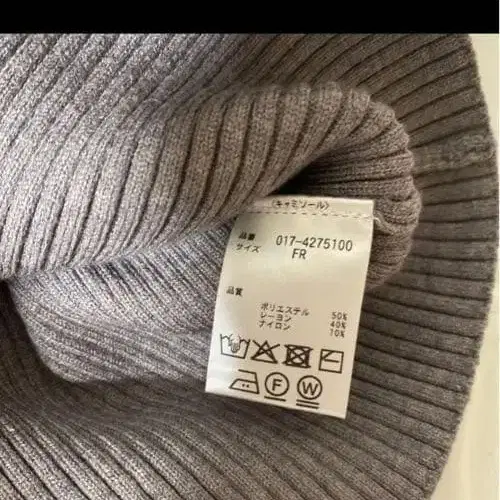 (キャミソール)
品番 017-4275100
サイズ FR
品質
ポリエステル 50%
レーヨン 40%
ナイロン 10%
F
W